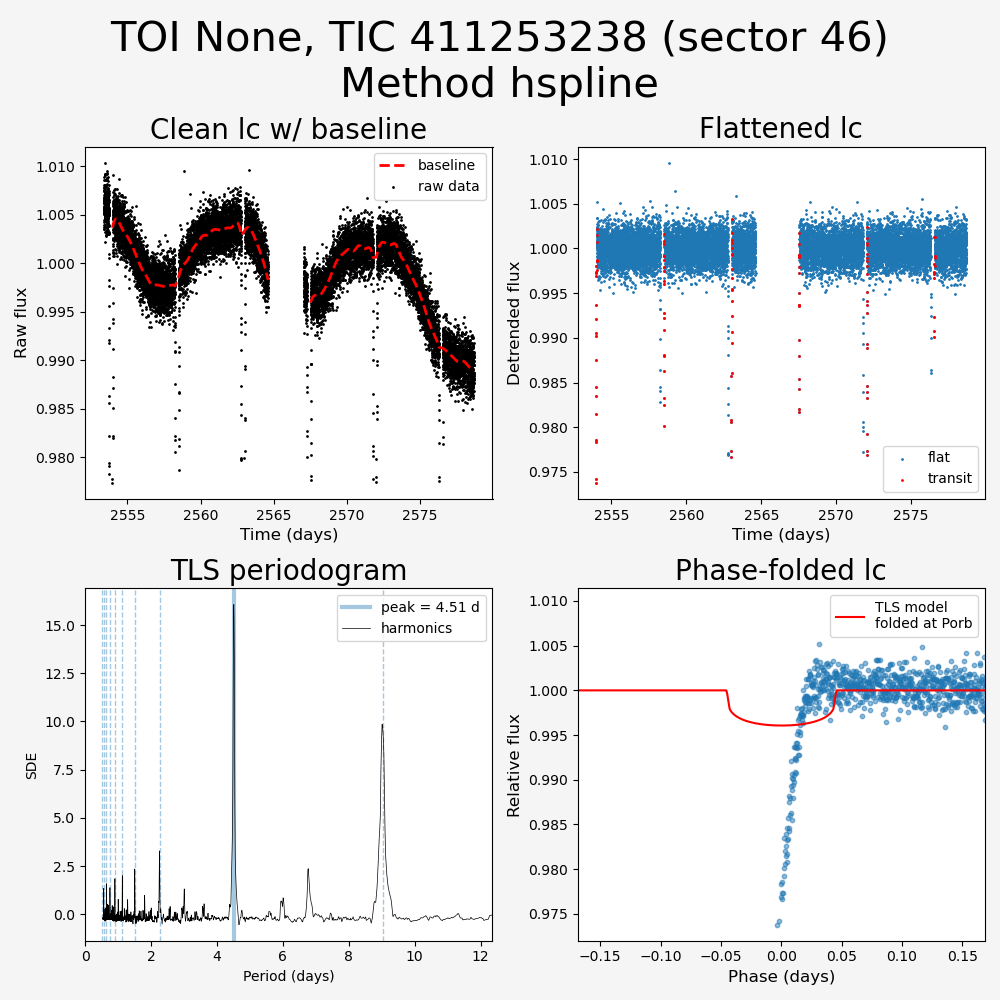 TOI None, TIC 411253238 (sector 46)
Method hspline
Clean lc w/ baseline
baseline
raw data
1.010
1.005
1.000
0.995
0.990
0.985
0.980
Raw flux
2555
2560
2565
2570
2575
Time (days)
Flattened lc
flat
transit
1.010
1.005
1.000
0.995
0.990
0.985
0.980
0.975
Detrended flux
2555
2560
2565
2570
2575
Time (days)
TLS periodogram
peak = 4.51 d
harmonics
15.0
12.5
10.0
7.5
5.0
2.5
0.0
SDE
0
2
4
6
8
10
12
Period (days)
Phase-folded lc
TLS model
folded at Porb
1.010
1.005
1.000
0.995
0.990
0.985
0.980
0.975
Relative flux
−0.15
−0.10
−0.05
0.00
0.05
0.10
0.15
Phase (days)